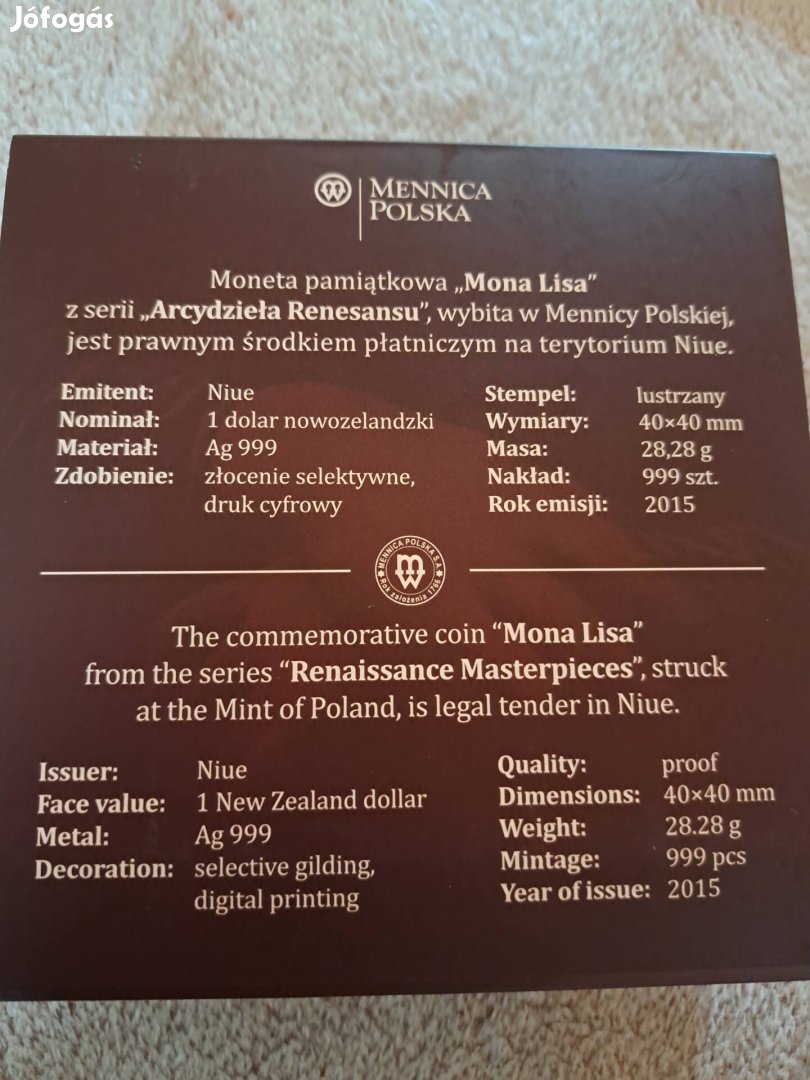 Jófogás
MENNICA
POLSKA
Moneta pamiątkowa „Mona Lisa”
z serii „Arcydzieła Renesansu”, wybita w Mennicy Polskiej,
jest prawnym środkiem płatniczym na terytorium Niue.
Emitent: Niue
Nominał: 1 dolar nowozelandzki
Materiał: Ag 999
Zdobienie: złocenie selektywne,
druk cyfrowy
Stempel: lustrzany
Wymiary: 40×40 mm
Masa: 28,28 g
Nakład: 999 szt.
Rok emisji: 2015
MENNICA POLSKA S.A.
Rok założenia 1766
The commemorative coin “Mona Lisa”
from the series “Renaissance Masterpieces”, struck
at the Mint of Poland, is legal tender in Niue.
Issuer: Niue
Face value: 1 New Zealand dollar
Metal: Ag 999
Decoration: selective gilding,
digital printing
Quality: proof
Dimensions: 40×40 mm
Weight: 28.28 g
Mintage: 999 pcs
Year of issue: 2015